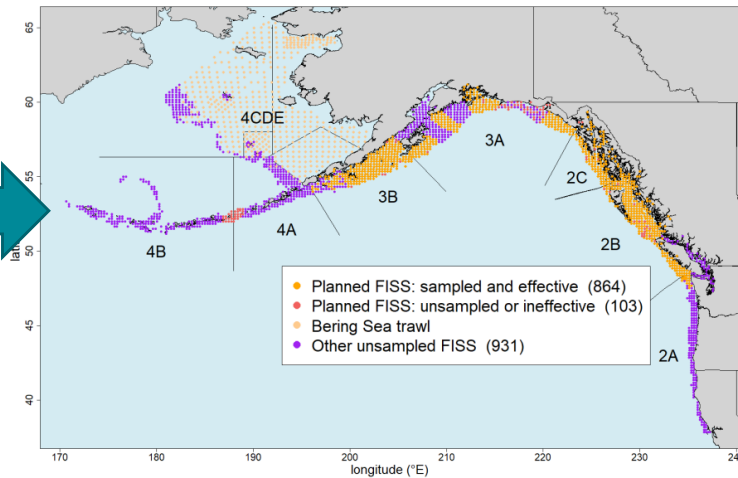 65
60
55
50
45
40
4CDE
3A
2C
3B
4A
4B
2B
2A
Planned FISS: sampled and effective (864)
Planned FISS: unsampled or ineffective (103)
Bering Sea trawl
Other unsampled FISS (931)
170 180 190 200 210 220 230
longitude (°E)